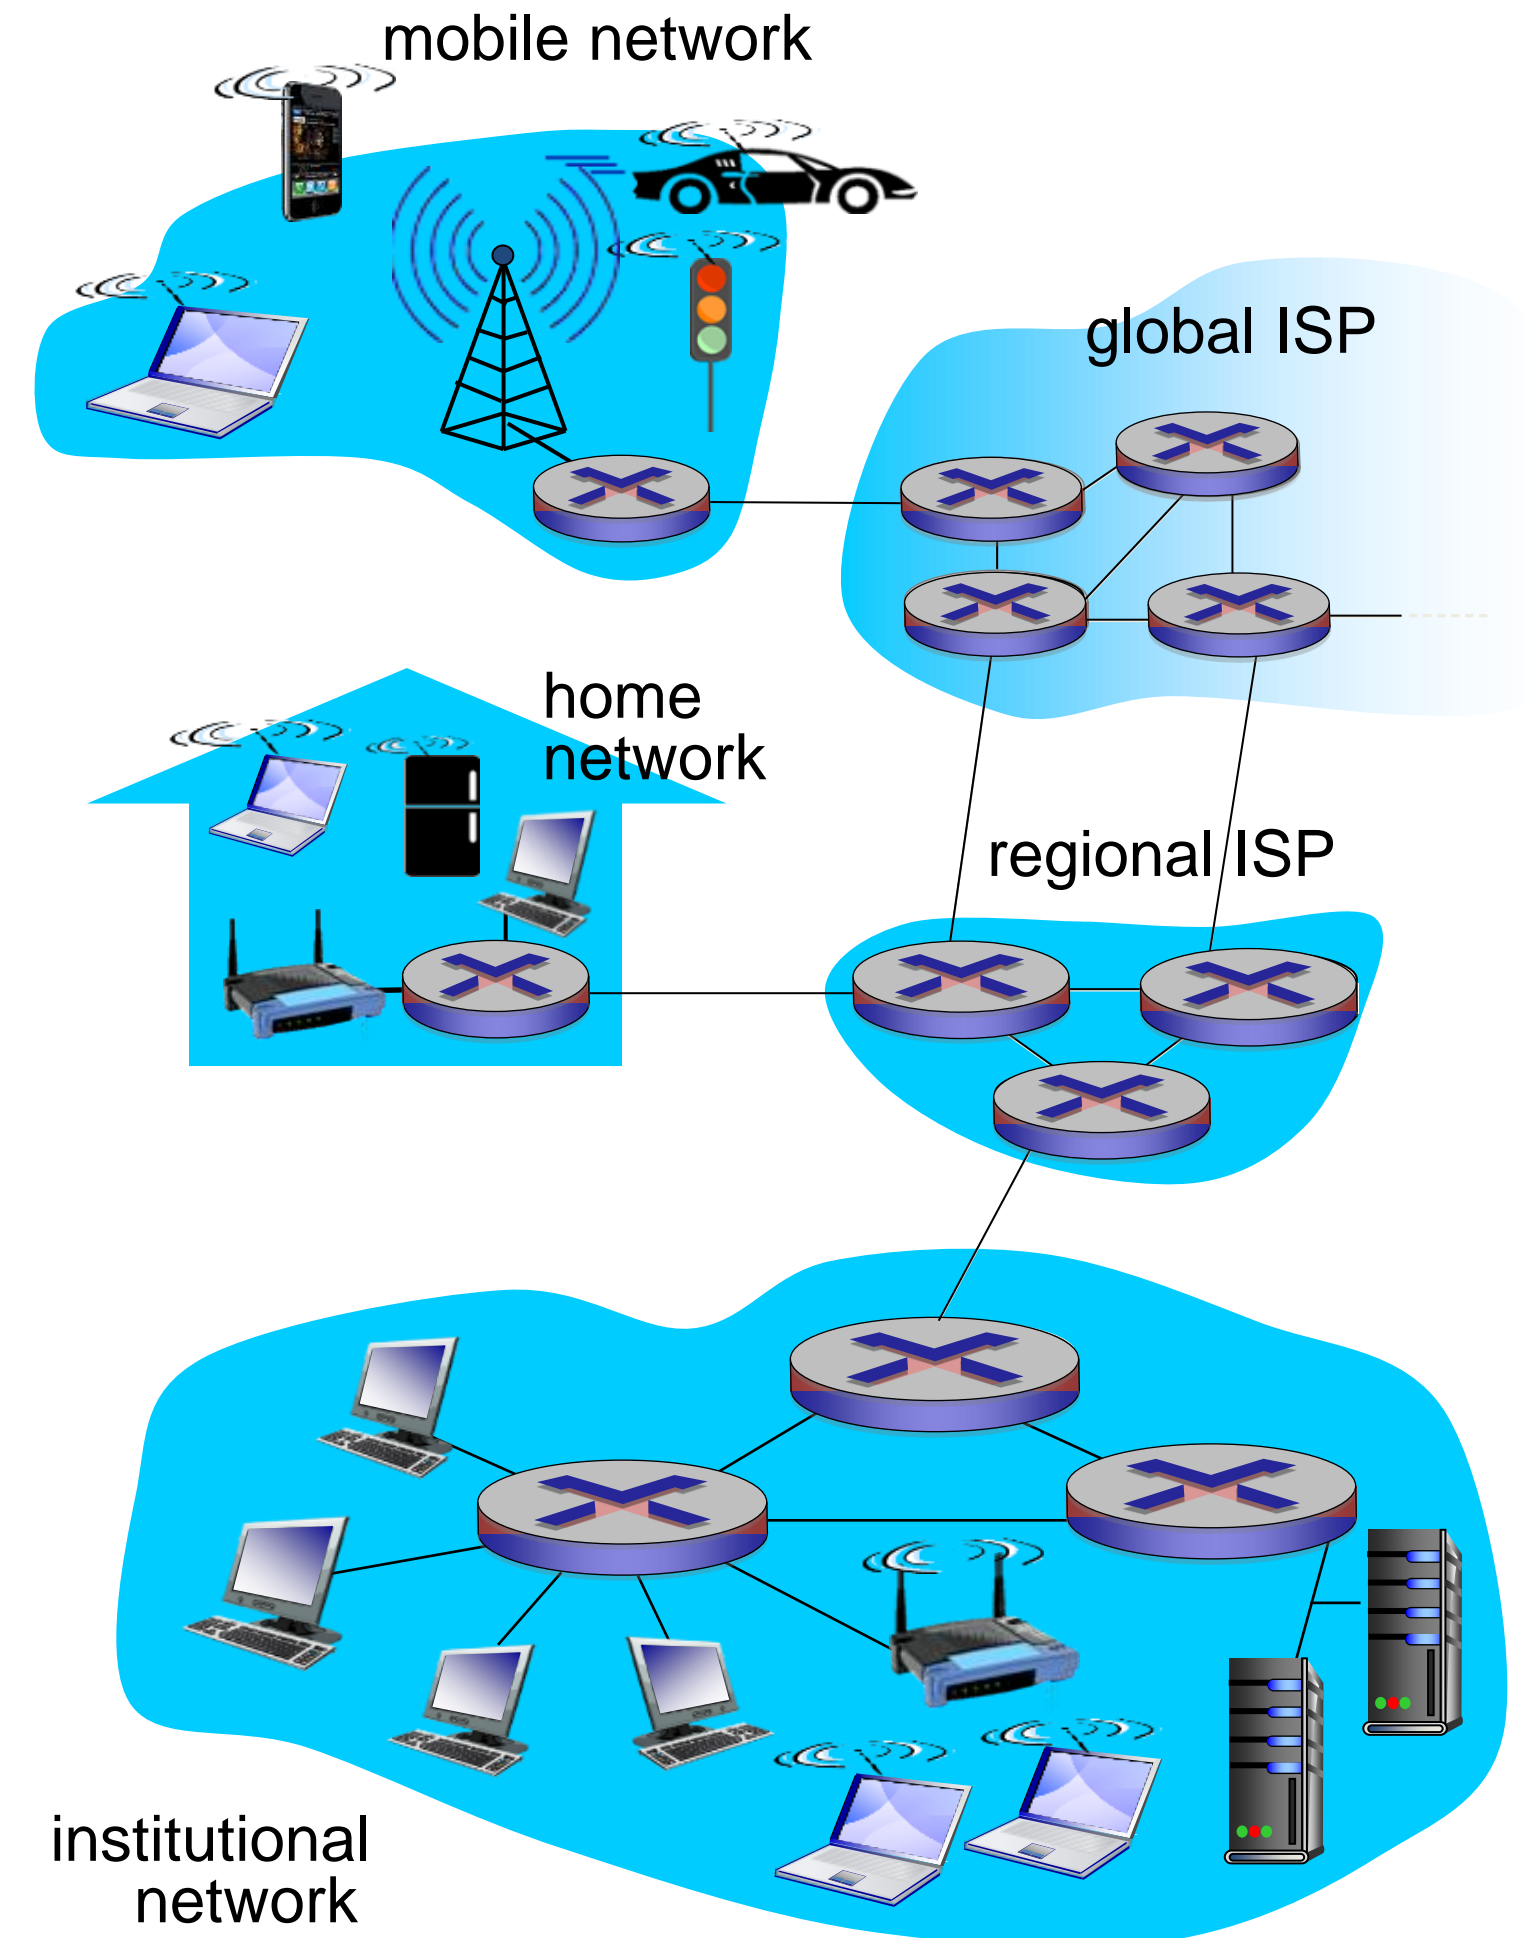 mobile network
global ISP
home
network
regional ISP
institutional
network